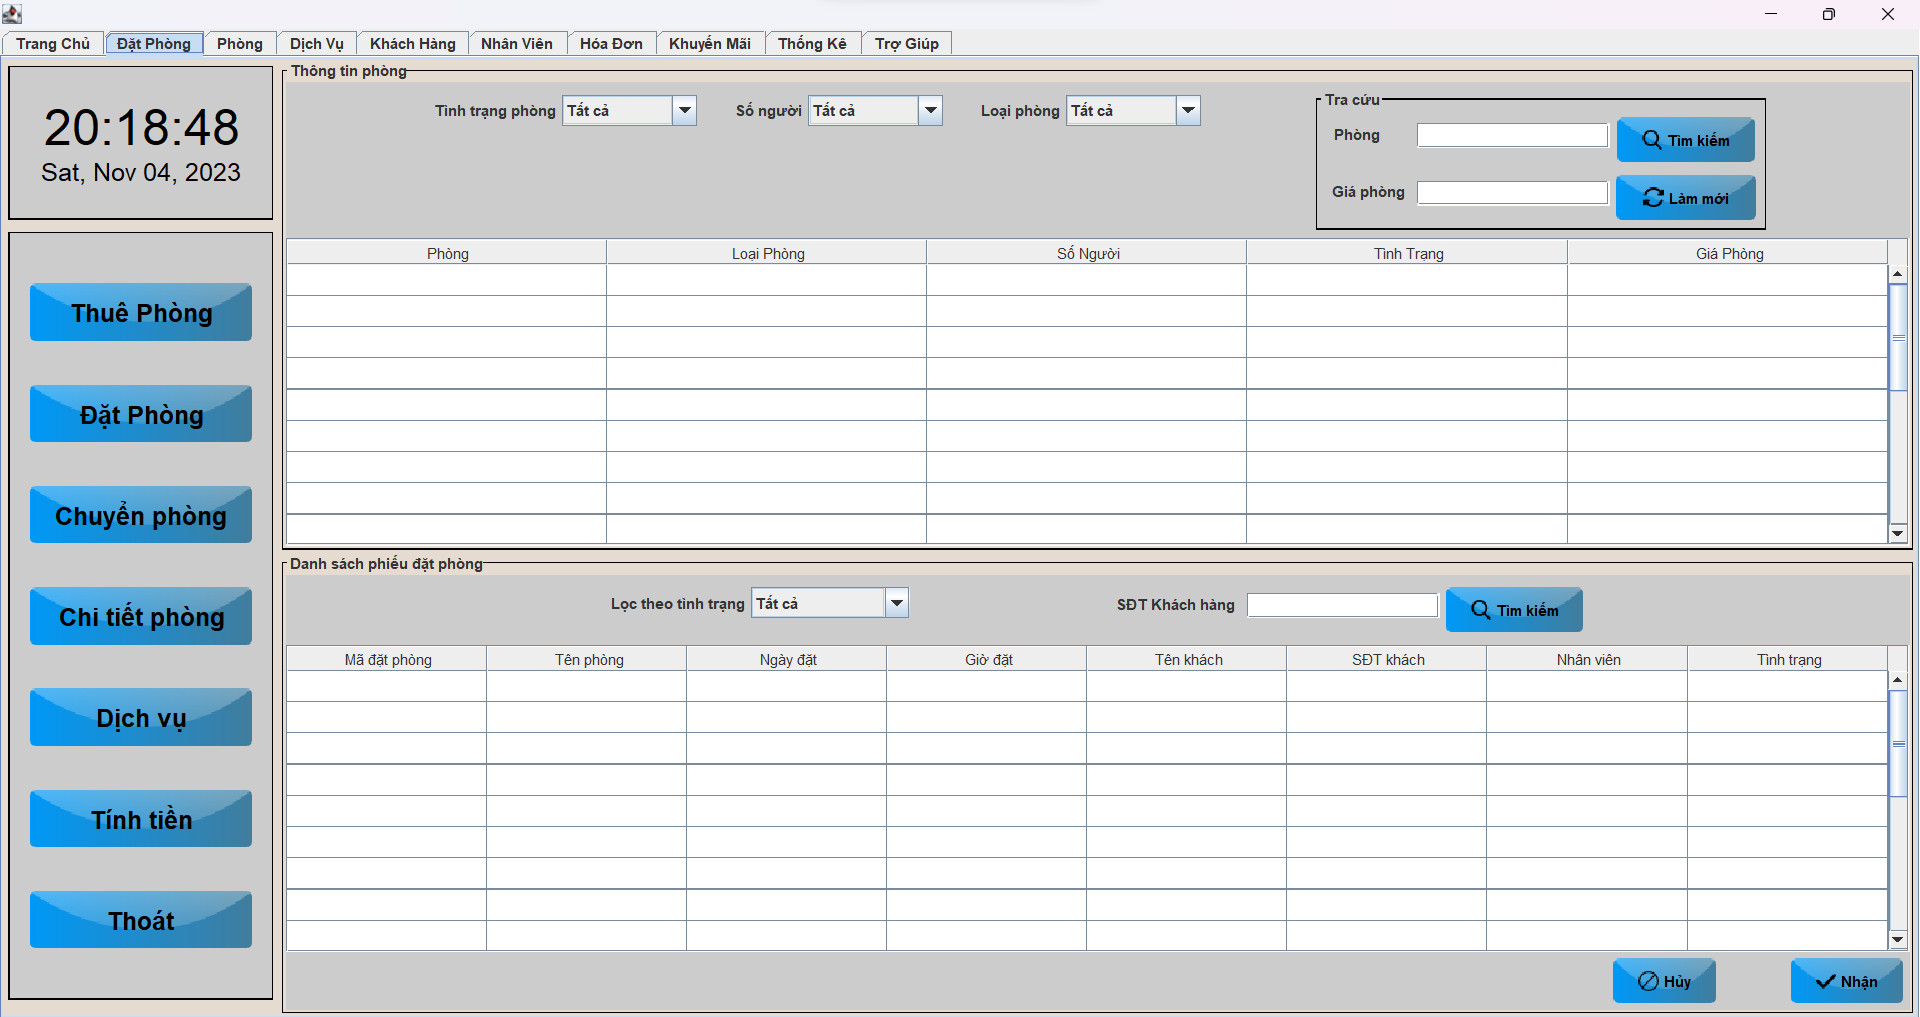 Trang Chủ Đặt Phòng Phòng Dịch Vụ Khách Hàng Nhân Viên Hóa Đơn Khuyến Mãi Thống Kê Trợ Giúp
20:18:48
Sat, Nov 04, 2023
Thuê Phòng
Đặt Phòng
Chuyển phòng
Chi tiết phòng
Dịch vụ
Tính tiền
Thoát
Thông tin phòng
Tình trạng phòng Tất cả Số người Tất cả Loại phòng Tất cả
Tra cứu
Phòng Tìm kiếm
Giá phòng Làm mới
Phòng Loại Phòng Số Người Tình Trạng Giá Phòng
Danh sách phiếu đặt phòng
Lọc theo tình trạng Tất cả SĐT Khách hàng Tìm kiếm
Mã đặt phòng Tên phòng Ngày đặt Giờ đặt Tên khách SĐT khách Nhân viên Tình trạng
Hủy Nhận